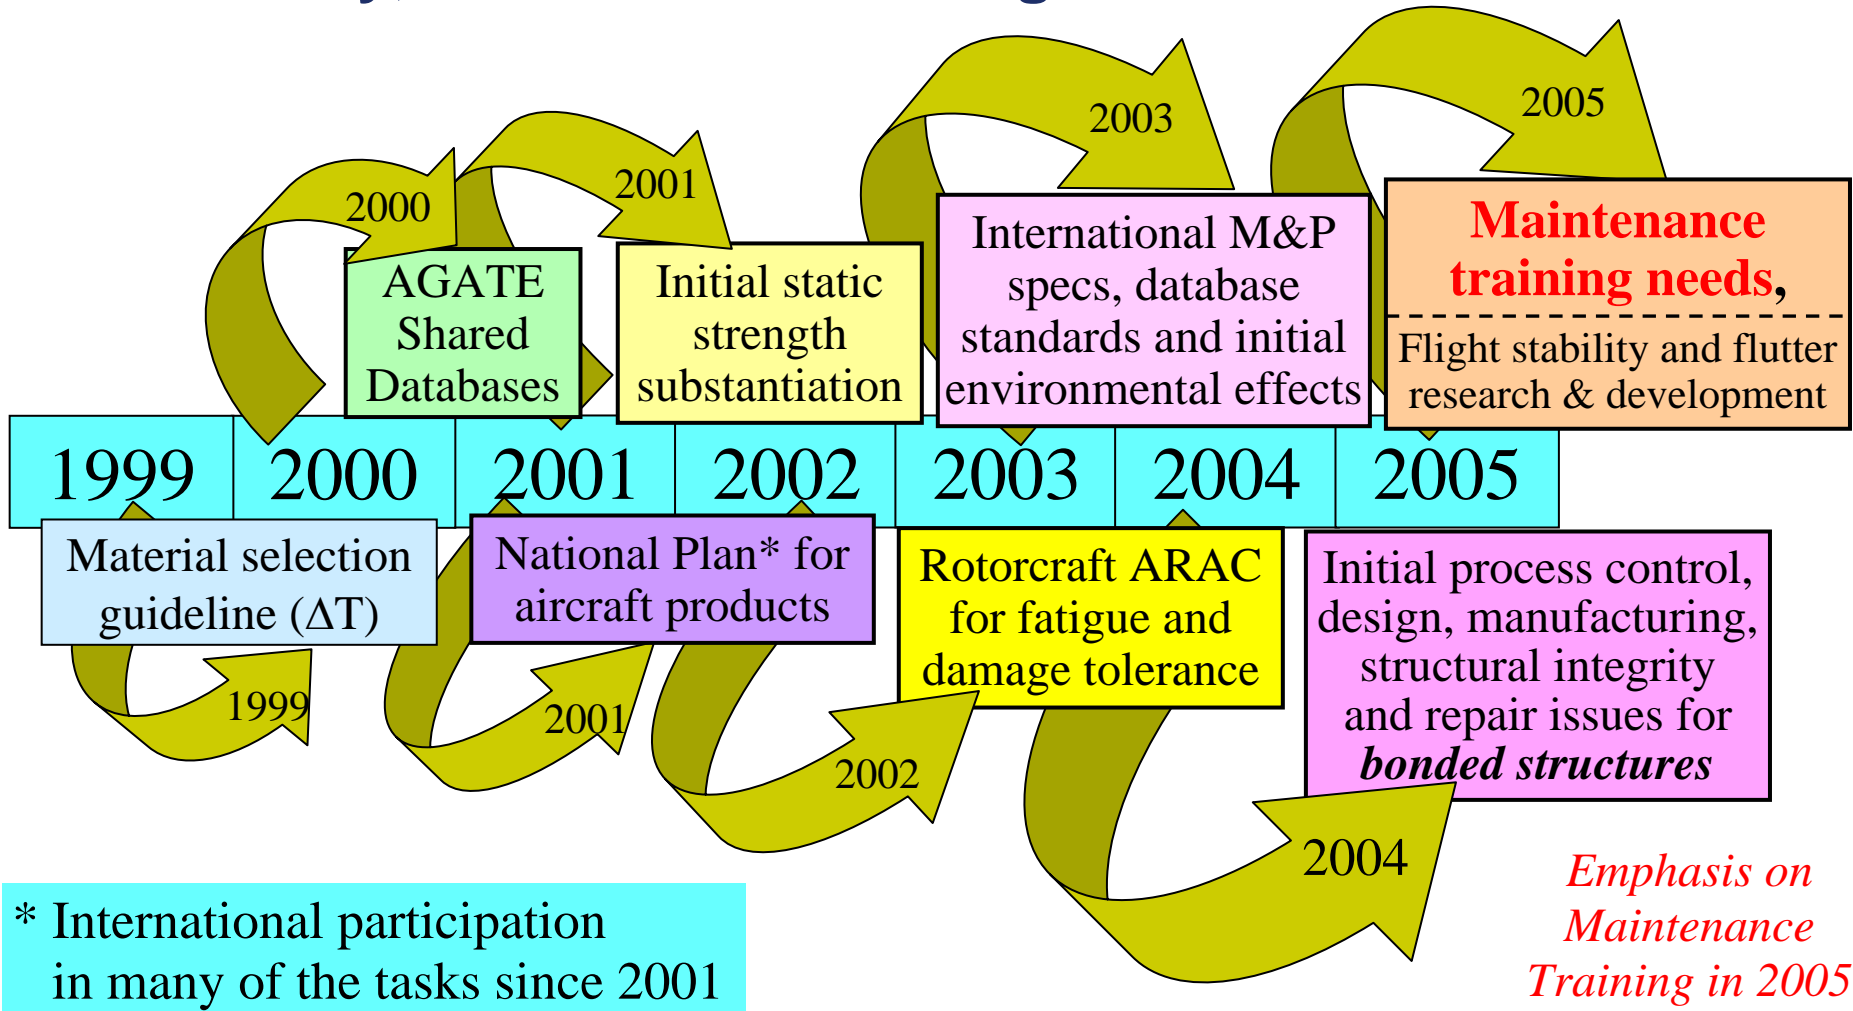 2000
2001
2003
2005
AGATE
Shared
Databases
Initial static
strength
substantiation
International M&P
specs, database
standards and initial
environmental effects
Maintenance
training needs,
Flight stability and flutter
research & development
1999
2000
2001
2002
2003
2004
2005
Material selection
guideline (ΔT)
National Plan* for
aircraft products
Rotorcraft ARAC
for fatigue and
damage tolerance
Initial process control,
design, manufacturing,
structural integrity
and repair issues for
bonded structures
1999
2001
2002
2004
* International participation
in many of the tasks since 2001
Emphasis on
Maintenance
Training in 2005